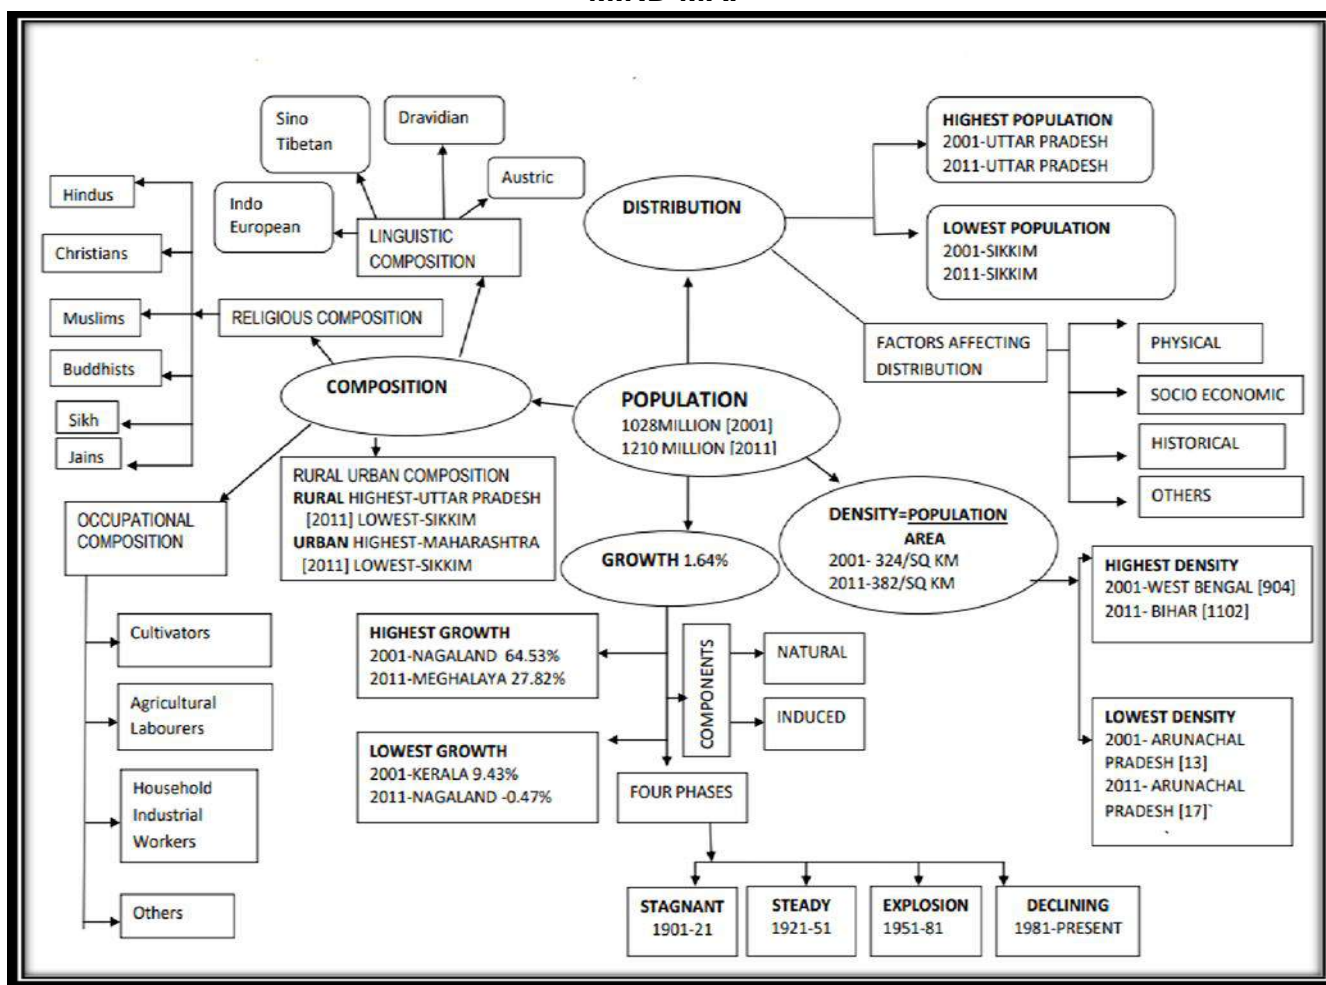 Sino
Tibetan
Dravidian
Austric
Indo
European
LINGUISTIC
COMPOSITION
Hindus
Christians
Muslims
Buddhists
Sikh
Jains
RELIGIOUS COMPOSITION
COMPOSITION
RURAL URBAN COMPOSITION
RURAL HIGHEST-UTTAR PRADESH
[2011] LOWEST-SIKKIM
URBAN HIGHEST-MAHARASHTRA
[2011] LOWEST-SIKKIM
OCCUPATIONAL
COMPOSITION
Cultivators
Agricultural
Labourers
Household
Industrial
Workers
Others
DISTRIBUTION
HIGHEST POPULATION
2001-UTTAR PRADESH
2011-UTTAR PRADESH
LOWEST POPULATION
2001-SIKKIM
2011-SIKKIM
FACTORS AFFECTING
DISTRIBUTION
PHYSICAL
SOCIO ECONOMIC
HISTORICAL
OTHERS
POPULATION
1028MILLION [2001]
1210 MILLION [2011]
DENSITY=POPULATION
AREA
2001- 324/SQ KM
2011-382/SQ KM
HIGHEST DENSITY
2001-WEST BENGAL [904]
2011- BIHAR [1102]
LOWEST DENSITY
2001- ARUNACHAL
PRADESH [13]
2011- ARUNACHAL
PRADESH [17]`
GROWTH 1.64%
HIGHEST GROWTH
2001-NAGALAND 64.53%
2011-MEGHALAYA 27.82%
LOWEST GROWTH
2001-KERALA 9.43%
2011-NAGALAND -0.47%
COMPONENTS
NATURAL
INDUCED
FOUR PHASES
STAGNANT
1901-21
STEADY
1921-51
EXPLOSION
1951-81
DECLINING
1981-PRESENT